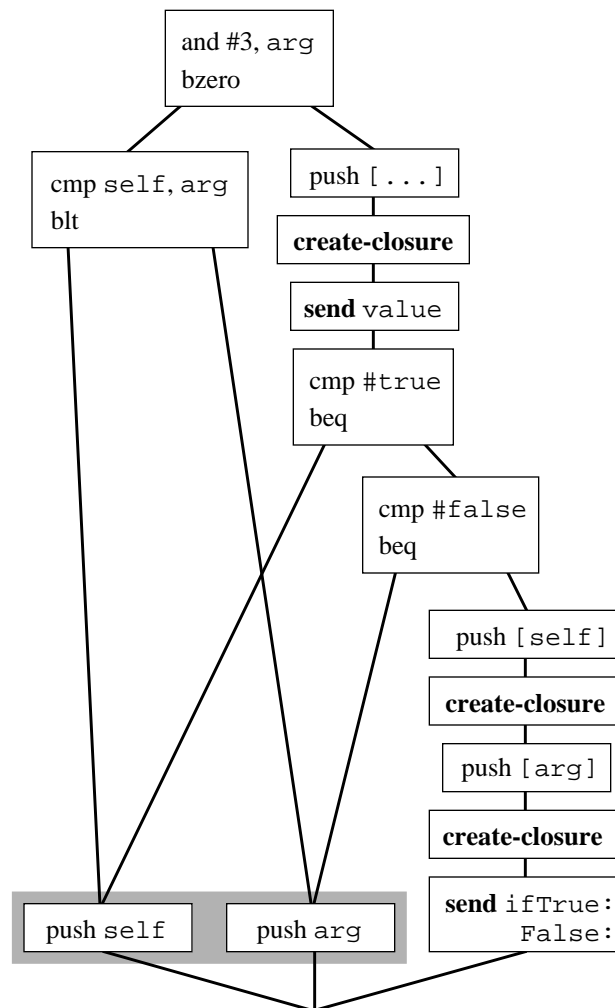 and #3, arg
bzero
cmp self, arg
blt
push [...]
create-closure
send value
cmp #true
beq
cmp #false
beq
push [self]
create-closure
push [arg]
create-closure
send ifTrue:
False:
push self
push arg